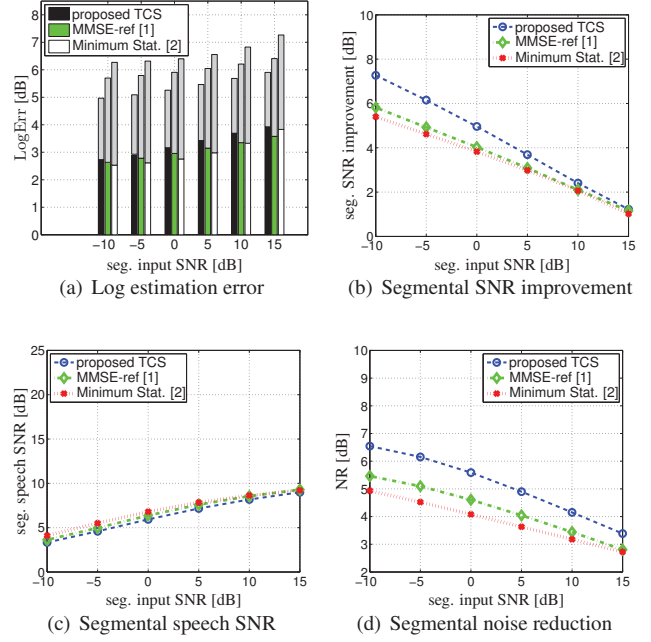 proposed TCS
MMSE-ref [1]
Minimum Stat. [2]
8
7
6
5
4
3
2
1
0
LogErr [dB]
−10 −5 0 5 10 15
seg. input SNR [dB]
(a) Log estimation error
proposed TCS
MMSE-ref [1]
Minimum Stat. [2]
10
8
6
4
2
0
seg. SNR improvement [dB]
−10 −5 0 5 10 15
seg. input SNR [dB]
(b) Segmental SNR improvement
proposed TCS
MMSE-ref [1]
Minimum Stat. [2]
25
20
15
10
5
0
seg. speech SNR [dB]
−10 −5 0 5 10 15
seg. input SNR [dB]
(c) Segmental speech SNR
proposed TCS
MMSE-ref [1]
Minimum Stat. [2]
10
9
8
7
6
5
4
3
2
NR [dB]
−10 −5 0 5 10 15
seg. input SNR [dB]
(d) Segmental noise reduction